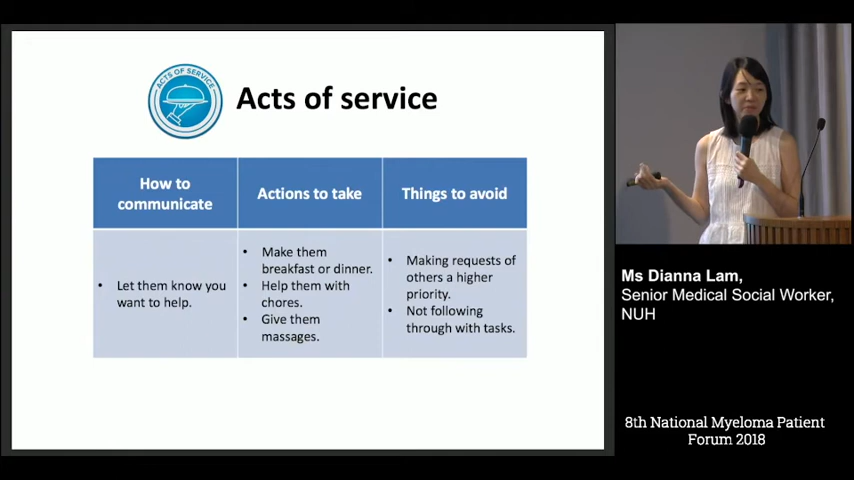 ACTS OF SERVICE
Acts of service
How to
communicate
Actions to take
Things to avoid
• Let them know you
want to help.
• Make them
breakfast or dinner.
• Help them with
chores.
• Give them
massages.
• Making requests of
others a higher
priority.
• Not following
through with tasks.
Ms Dianna Lam,
Senior Medical Social Worker,
NUH
8th National Myeloma Patient
Forum 2018